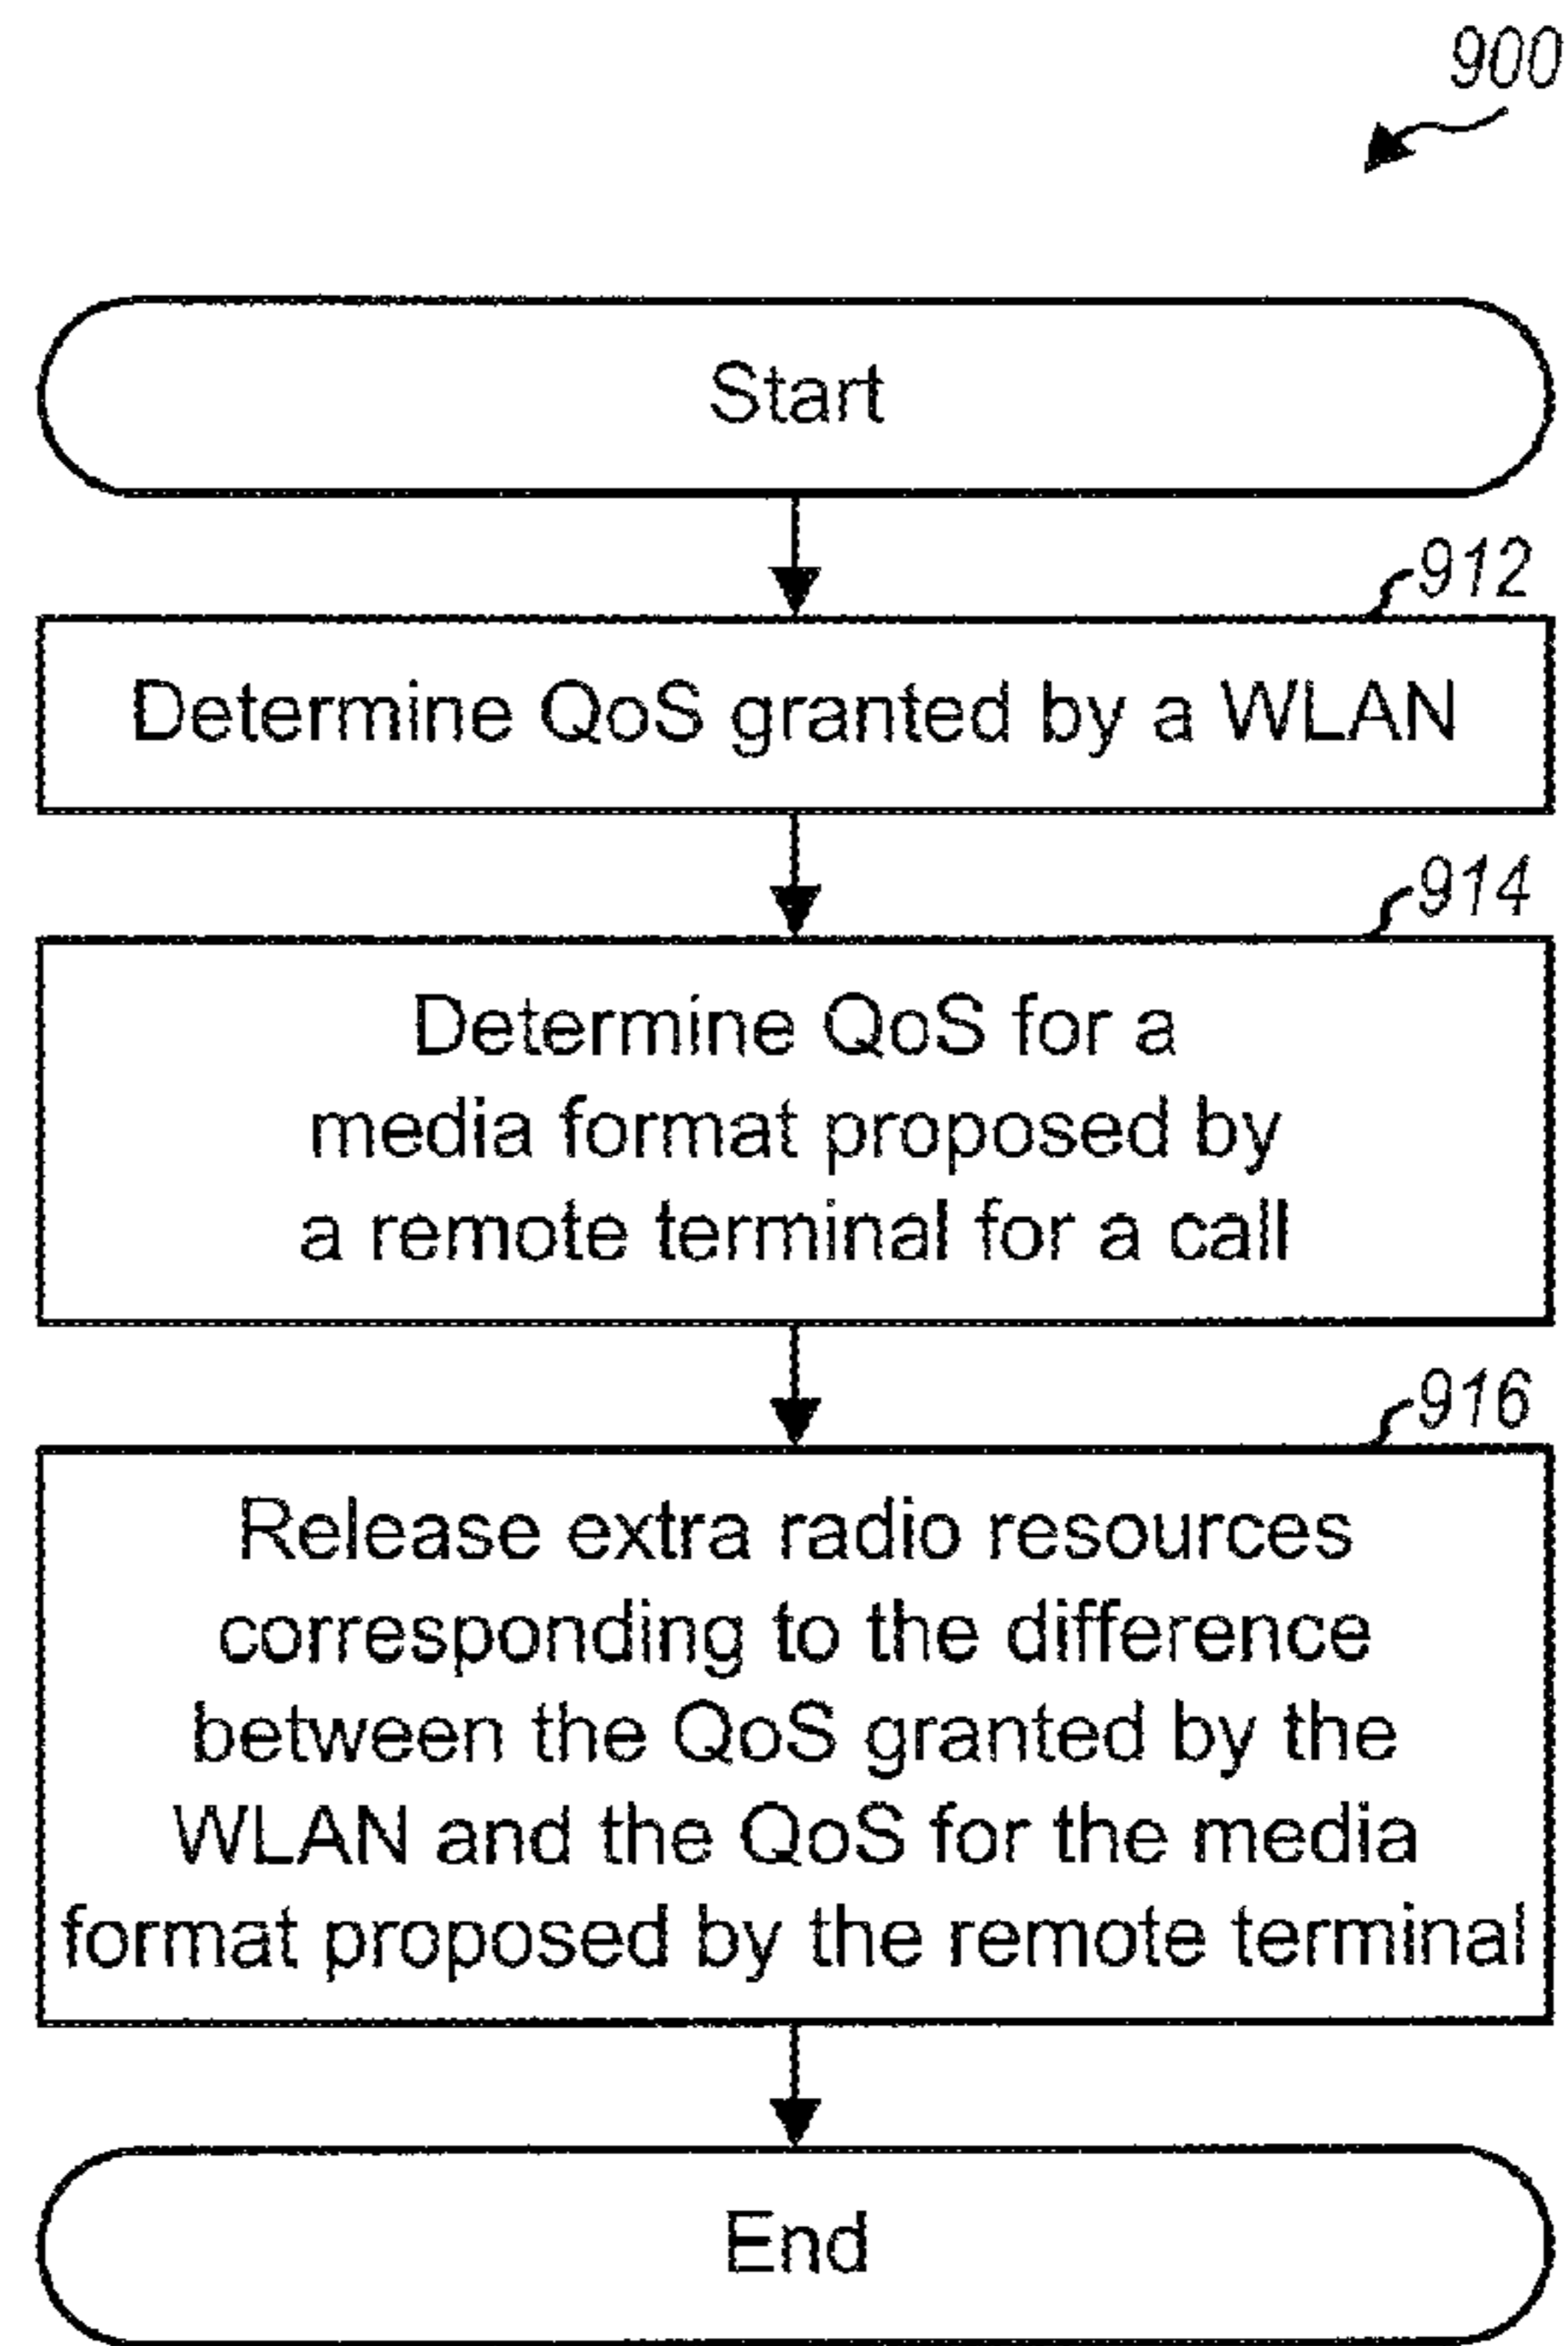 900
Start
912
Determine QoS granted by a WLAN
914
Determine QoS for a
media format proposed by
a remote terminal for a call
916
Release extra radio resources
corresponding to the difference
between the QoS granted by the
WLAN and the QoS for the media
format proposed by the remote terminal
End